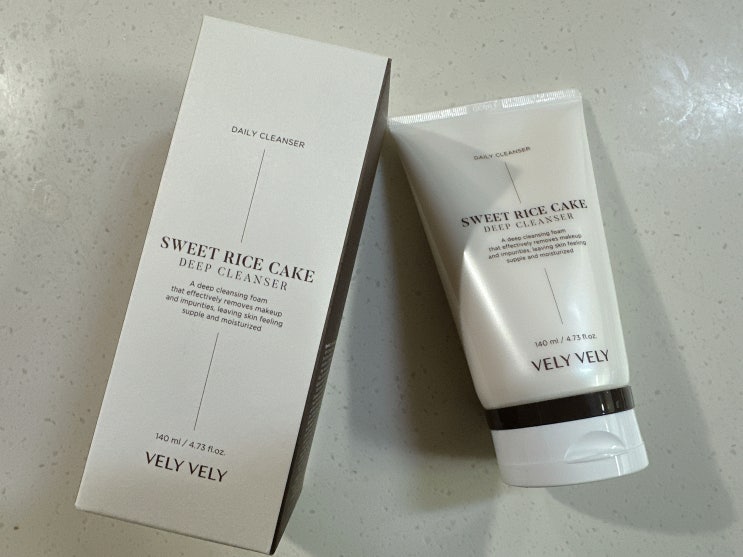 DAILY CLEANSER
SWEET RICE CAKE
DEEP CLEANSER
A deep cleansing foam
that effectively removes makeup
and impurities, leaving skin feeling
supple and moisturized
140 ml / 4.73 fl.oz.
VELY VELY
DAILY CLEANSER
SWEET RICE CAKE
DEEP CLEANSER
A deep cleansing foam
that effectively removes makeup
and impurities, leaving skin feeling
supple and moisturized
140 ml / 4.73 fl.oz.
VELY VELY